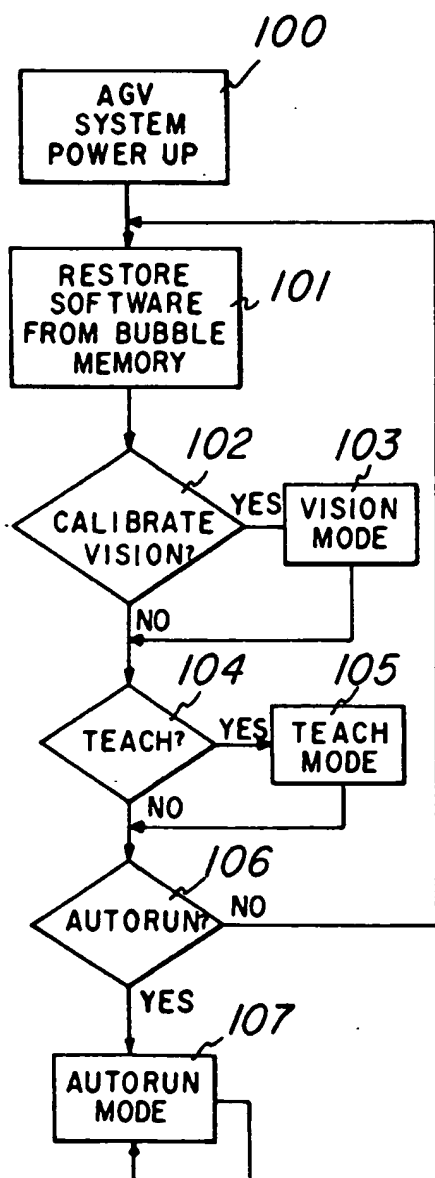 100
AGV
SYSTEM
POWER UP
RESTORE
SOFTWARE
FROM BUBBLE
MEMORY
101
102
CALIBRATE
VISION?
YES
103
VISION
MODE
NO
104
TEACH?
YES
105
TEACH
MODE
NO
106
AUTORUN?
NO
YES
107
AUTORUN
MODE